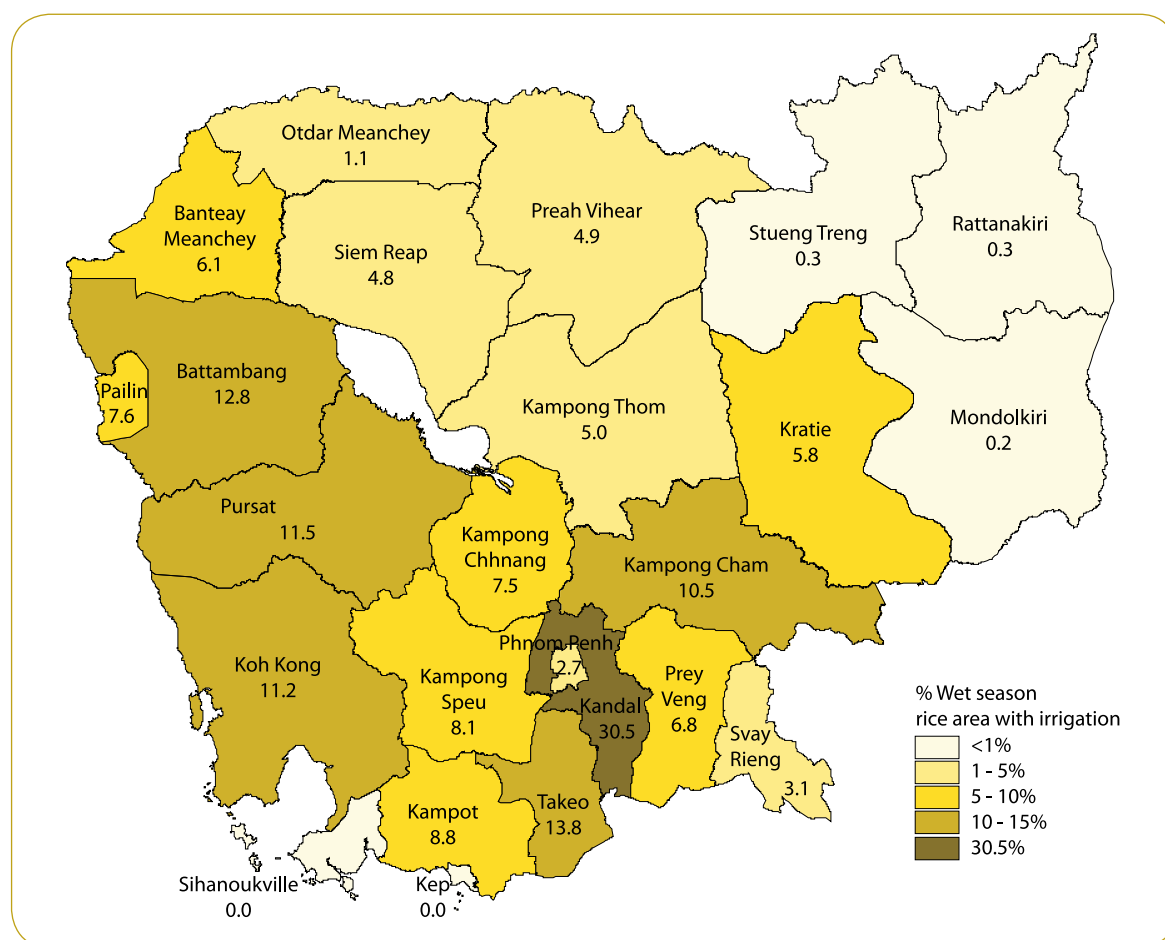 Otdar Meanchey
1.1
Banteay
Meanchey
6.1
Siem Reap
4.8
Preah Vihear
4.9
Stueng Treng
0.3
Rattanakiri
0.3
Pailin
7.6
Battambang
12.8
Kampong Thom
5.0
Kratie
5.8
Mondolkiri
0.2
Pursat
11.5
Kampong
Chhnang
7.5
Kampong Cham
10.5
Koh Kong
11.2
Kampong
Speu
8.1
Phnom Penh
2.7
Kandal
30.5
Prey
Veng
6.8
Svay
Rieng
3.1
Kampot
8.8
Takeo
13.8
Sihanoukville
0.0
Kep
0.0
% Wet season
rice area with irrigation
<1%
1 - 5%
5 - 10%
10 - 15%
30.5%